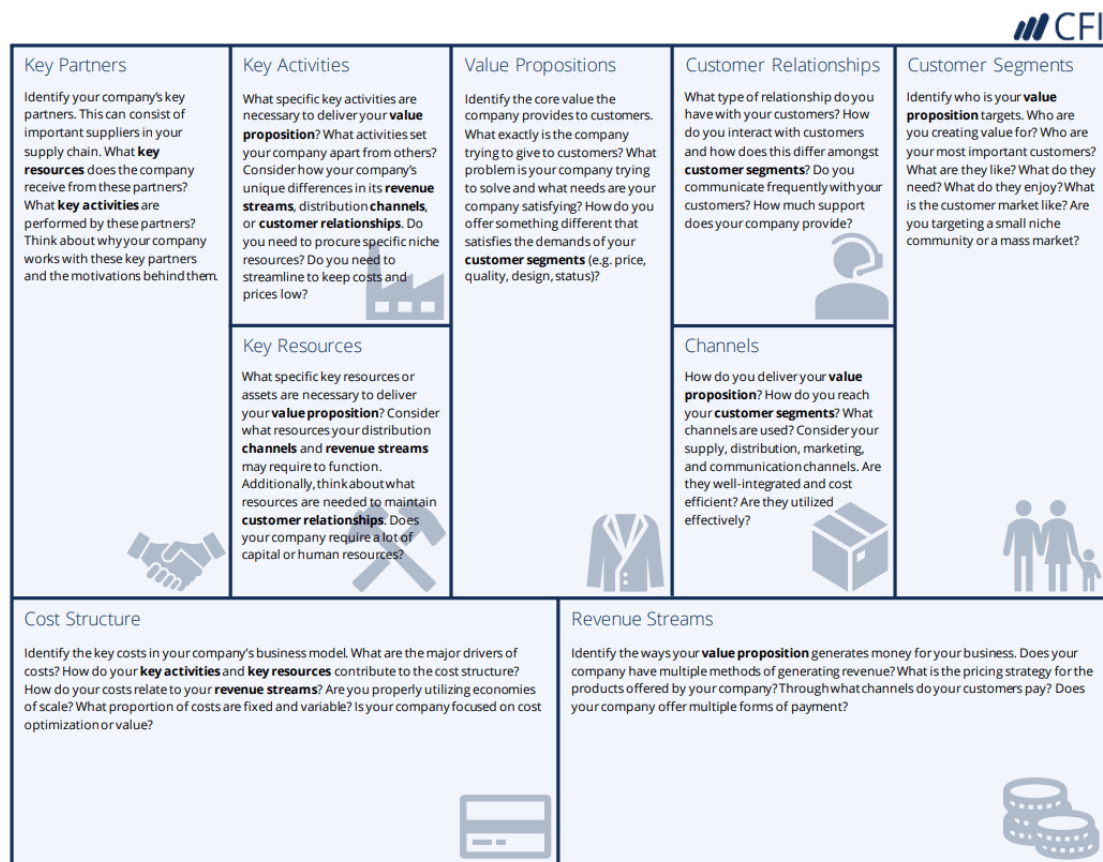 CFI
Key Partners
Identify your company's key
partners. This can consist of
important suppliers in your
supply chain. What key
resources does the company
receive from these partners?
What key activities are
performed by these partners?
Think about why your company
works with these key partners
and the motivations behind them.
Key Activities
What specific key activities are
necessary to deliver your value
proposition? What activities set
your company apart from others?
Consider how your company's
unique differences in its revenue
streams, distribution channels,
or customer relationships. Do
you need to procure specific niche
resources? Do you need to
streamline to keep costs and
prices low?
Key Resources
What specific key resources or
assets are necessary to deliver
your value proposition? Consider
what resources your distribution
channels and revenue streams
may require to function.
Additionally, think about what
resources are needed to maintain
customer relationships. Does
your company require a lot of
capital or human resources?
Value Propositions
Identify the core value the
company provides to customers.
What exactly is the company
trying to give to customers? What
problem is your company trying
to solve and what needs are your
company satisfying? How do you
offer something different that
satisfies the demands of your
customer segments (e.g. price,
quality, design, status)?
Customer Relationships
What type of relationship do you
have with your customers? How
do you interact with customers
and how does this differ amongst
customer segments? Do you
communicate frequently with your
customers? How much support
does your company provide?
Channels
How do you deliver your value
proposition? How do you reach
your customer segments? What
channels are used? Consider your
supply, distribution, marketing,
and communication channels. Are
they well-integrated and cost
efficient? Are they utilized
effectively?
Customer Segments
Identify who is your value
proposition targets. Who are
you creating value for? Who are
your most important customers?
What are they like? What do they
need? What do they enjoy? What
is the customer market like? Are
you targeting a small niche
community or a mass market?
Cost Structure
Identify the key costs in your company's business model. What are the major drivers of
costs? How do your key activities and key resources contribute to the cost structure?
How do your costs relate to your revenue streams? Are you properly utilizing economies
of scale? What proportion of costs are fixed and variable? Is your company focused on cost
optimization or value?
Revenue Streams
Identify the ways your value proposition generates money for your business. Does your
company have multiple methods of generating revenue? What is the pricing strategy for the
products offered by your company? Through what channels do your customers pay? Does
your company offer multiple forms of payment?